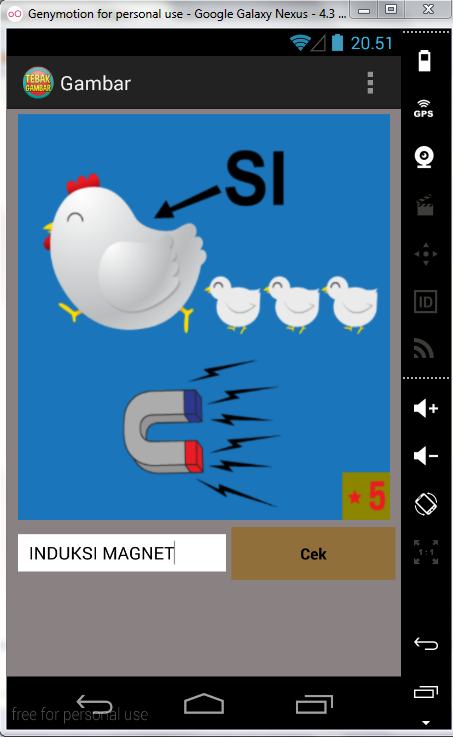 Genymotion for personal use - Google Galaxy Nexus - 4.3 ...
20.51
TEBAK
GAMBAR
Gambar
GPS
SI
ID
5
INDUKSI MAGNET
Cek
1:1
free for personal use